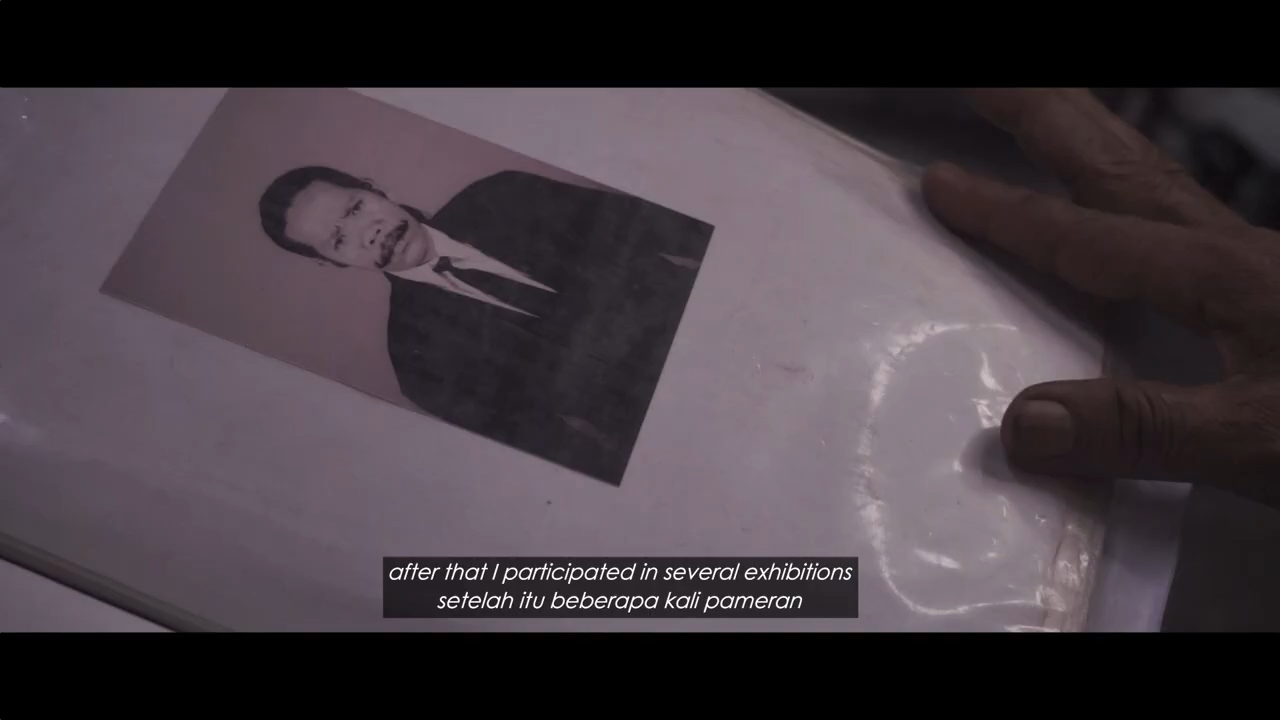 after that I participated in several exhibitions
setelah itu beberapa kali pameran